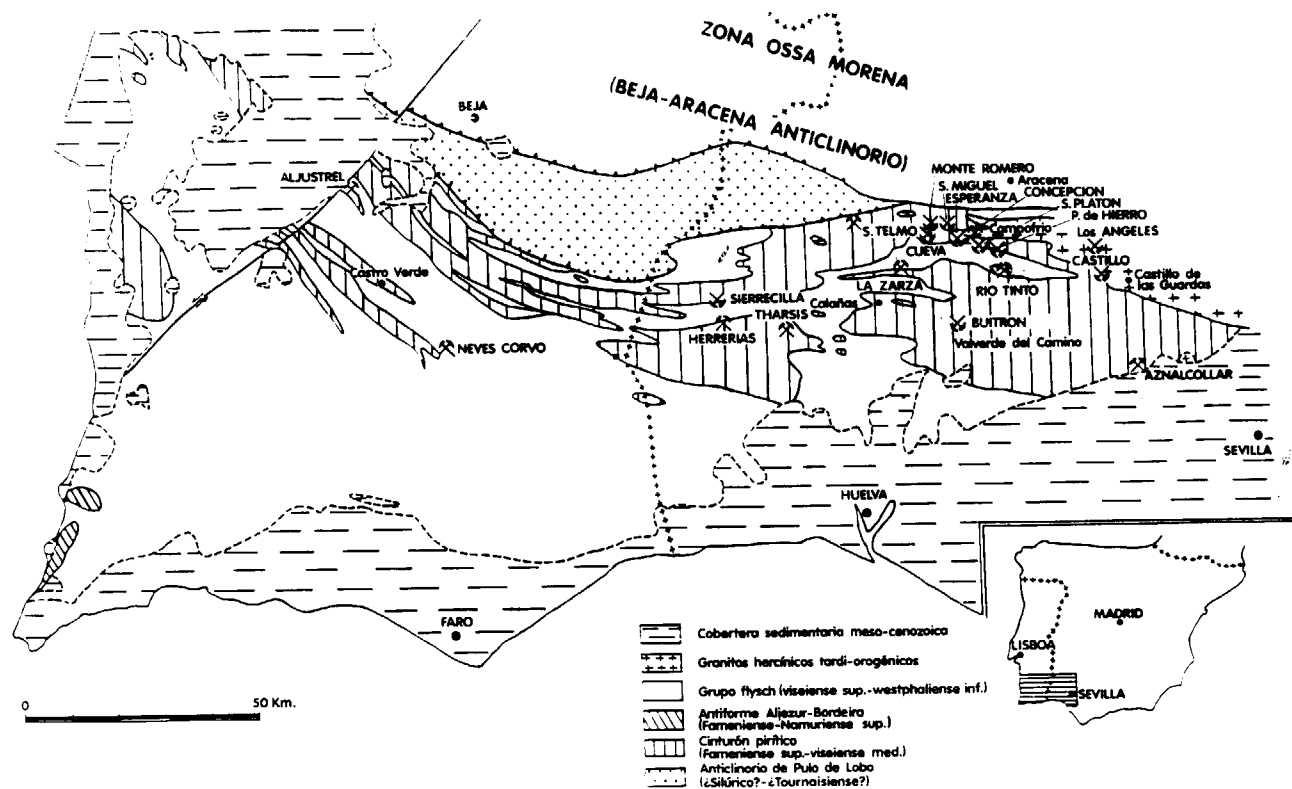 ZONA OSSA MORENA
(BEJA-ARACENA ANTICLINORIO)
BEJA
ALJUSTREL
MONTE ROMERO
Aracena
S. MIGUEL
CONCEPCION
ESPERANZA
S. PLATON
P. de HIERRO
S. TELMO
Campofrio
Los ANGELES
CUEVA
CASTILLO
Castro Verde
LA ZARZA
RIO TINTO
Castillo de
las Guardas
SIERRECILLA
Calañas
THARSIS
HERRERIAS
BUITRON
NEVES CORVO
Valverde del Camino
AZNALCOLLAR
SEVILLA
HUELVA
FARO
MADRID
LISBOA
SEVILLA
0
50 Km.
Cobertera sedimentaria meso-cenozoica
Granitos hercínicos tardi-orogénicos
Grupo flysch (viseiense sup.-westphaliense inf.)
Antiforme Aljezur-Bordeira
(Fameniense-Namuriense sup.)
Cinturón pirítico
(Fameniense sup.-viseiense med.)
Anticlinorio de Pulo de Lobo
(¿Silúrico?-¿Tournaisiense?)